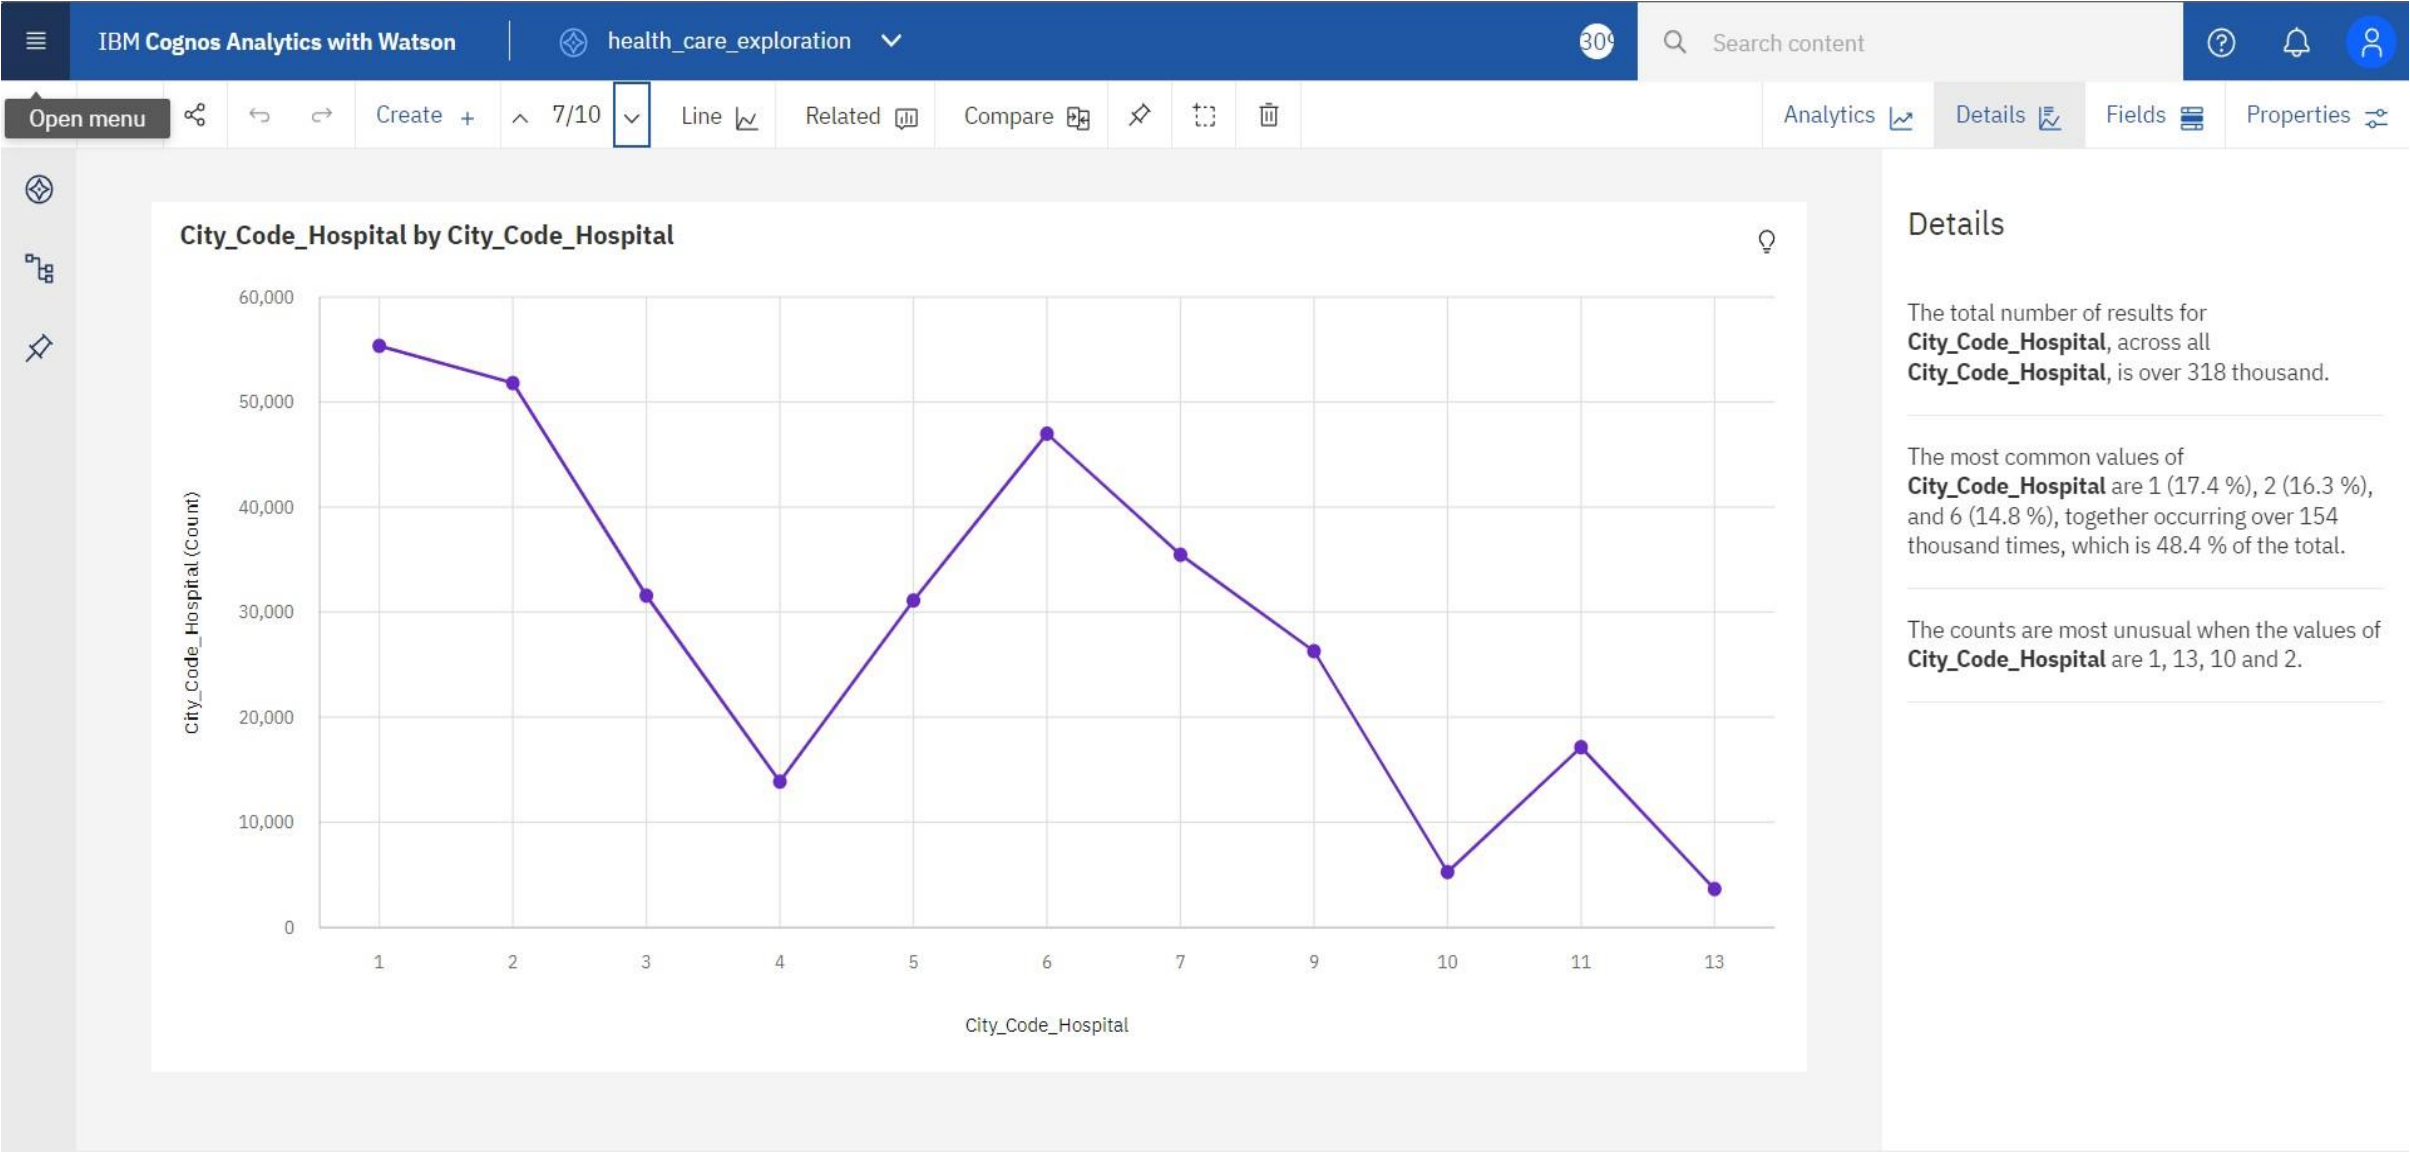 IBM Cognos Analytics with Watson
health_care_exploration
Search content
Open menu
Create +
7/10
Line
Related
Compare
Analytics
Details
Fields
Properties
City_Code_Hospital by City_Code_Hospital
60,000
50,000
40,000
30,000
20,000
10,000
0
City_Code_Hospital (Count)
1 2 3 4 5 6 7 9 10 11 13
City_Code_Hospital
Details
The total number of results for
City_Code_Hospital, across all
City_Code_Hospital, is over 318 thousand.
The most common values of
City_Code_Hospital are 1 (17.4 %), 2 (16.3 %),
and 6 (14.8 %), together occurring over 154
thousand times, which is 48.4 % of the total.
The counts are most unusual when the values of
City_Code_Hospital are 1, 13, 10 and 2.